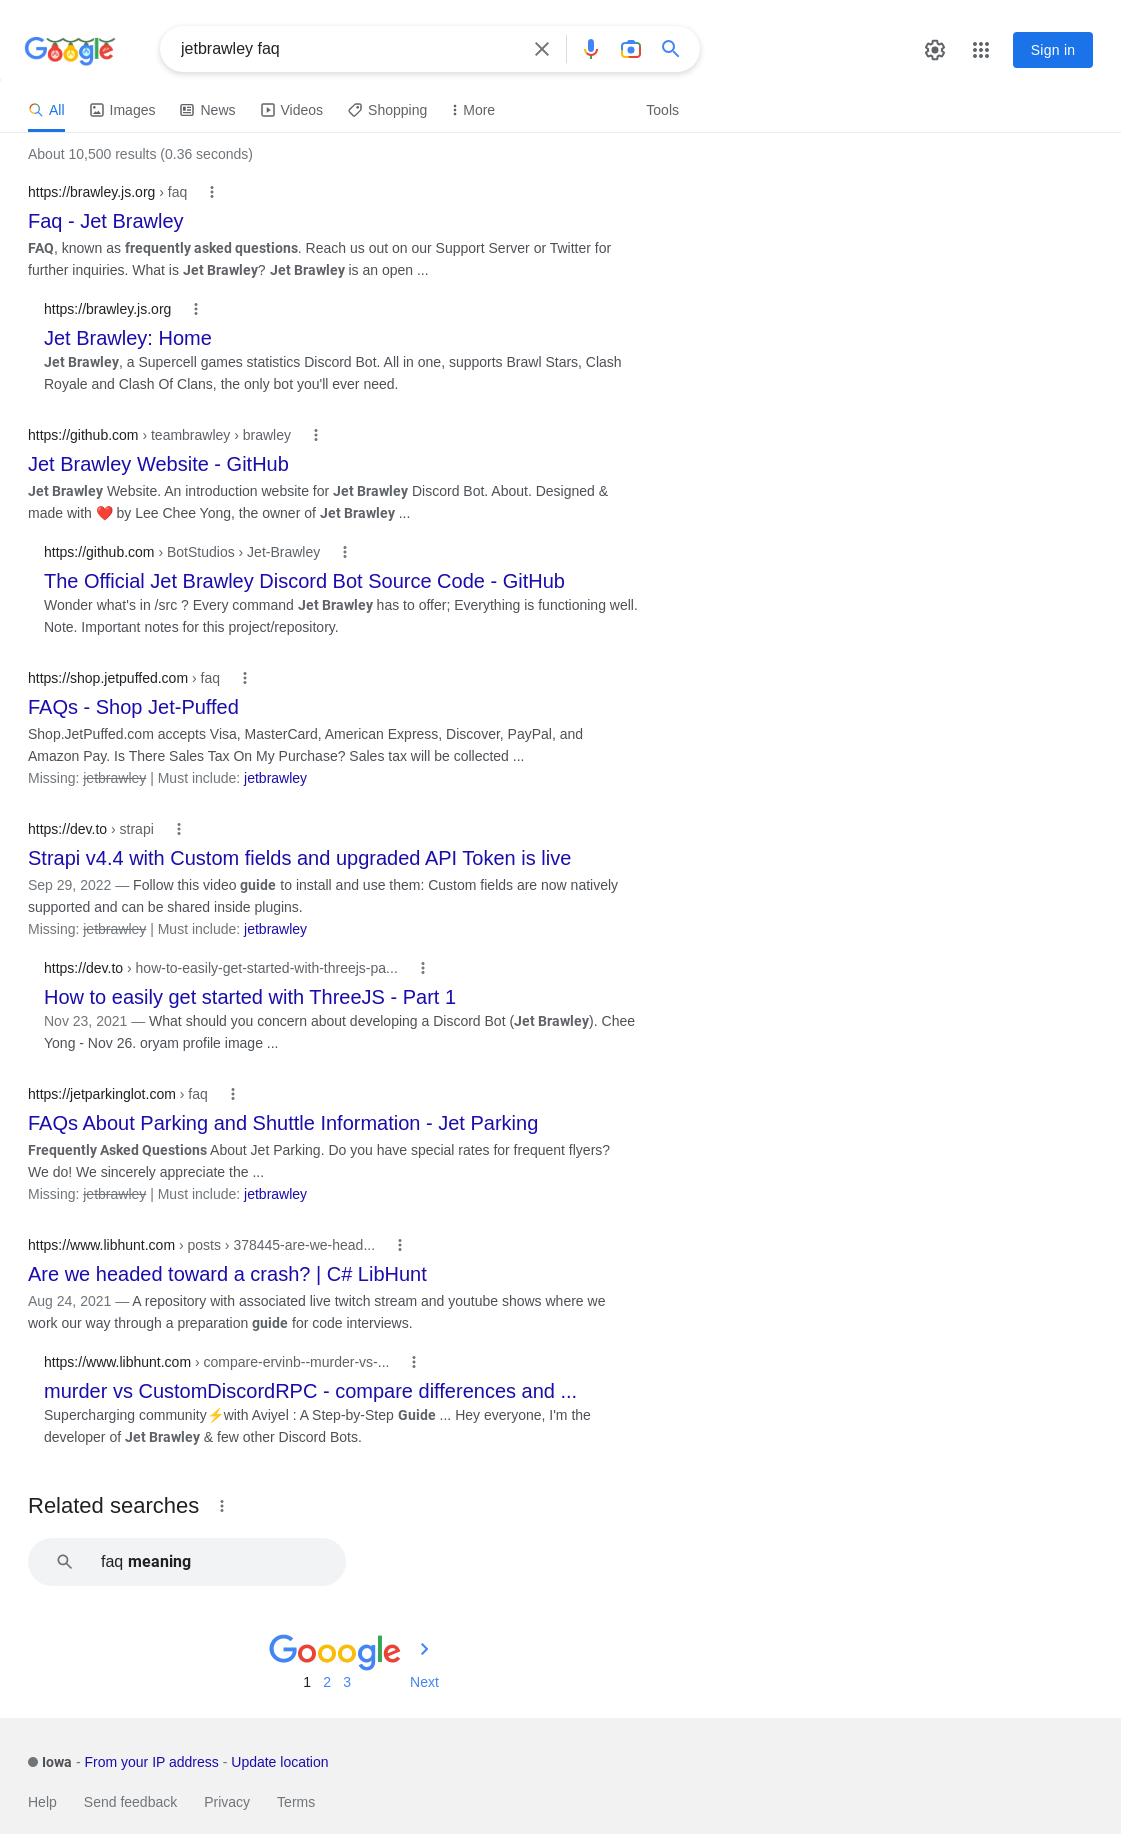 Google
jetbrawley faq
Sign in
All Images News Videos Shopping More Tools
About 10,500 results (0.36 seconds)
https://brawley.js.org › faq
Faq - Jet Brawley
FAQ, known as frequently asked questions. Reach us out on our Support Server or Twitter for
further inquiries. What is Jet Brawley? Jet Brawley is an open ...
https://brawley.js.org
Jet Brawley: Home
Jet Brawley, a Supercell games statistics Discord Bot. All in one, supports Brawl Stars, Clash
Royale and Clash Of Clans, the only bot you'll ever need.
https://github.com › teambrawley › brawley
Jet Brawley Website - GitHub
Jet Brawley Website. An introduction website for Jet Brawley Discord Bot. About. Designed &
made with ❤️ by Lee Chee Yong, the owner of Jet Brawley ...
https://github.com › BotStudios › Jet-Brawley
The Official Jet Brawley Discord Bot Source Code - GitHub
Wonder what's in /src ? Every command Jet Brawley has to offer; Everything is functioning well.
Note. Important notes for this project/repository.
https://shop.jetpuffed.com › faq
FAQs - Shop Jet-Puffed
Shop.JetPuffed.com accepts Visa, MasterCard, American Express, Discover, PayPal, and
Amazon Pay. Is There Sales Tax On My Purchase? Sales tax will be collected ...
Missing: jetbrawley | Must include: jetbrawley
https://dev.to › strapi
Strapi v4.4 with Custom fields and upgraded API Token is live
Sep 29, 2022 — Follow this video guide to install and use them: Custom fields are now natively
supported and can be shared inside plugins.
Missing: jetbrawley | Must include: jetbrawley
https://dev.to › how-to-easily-get-started-with-threejs-pa...
How to easily get started with ThreeJS - Part 1
Nov 23, 2021 — What should you concern about developing a Discord Bot (Jet Brawley). Chee
Yong - Nov 26. oryam profile image ...
https://jetparkinglot.com › faq
FAQs About Parking and Shuttle Information - Jet Parking
Frequently Asked Questions About Jet Parking. Do you have special rates for frequent flyers?
We do! We sincerely appreciate the ...
Missing: jetbrawley | Must include: jetbrawley
https://www.libhunt.com › posts › 378445-are-we-head...
Are we headed toward a crash? | C# LibHunt
Aug 24, 2021 — A repository with associated live twitch stream and youtube shows where we
work our way through a preparation guide for code interviews.
https://www.libhunt.com › compare-ervinb--murder-vs-...
murder vs CustomDiscordRPC - compare differences and ...
Supercharging community⚡with Aviyel : A Step-by-Step Guide ... Hey everyone, I'm the
developer of Jet Brawley & few other Discord Bots.
Related searches
faq meaning
Gooogle
1 2 3 Next
Iowa - From your IP address - Update location
Help Send feedback Privacy Terms